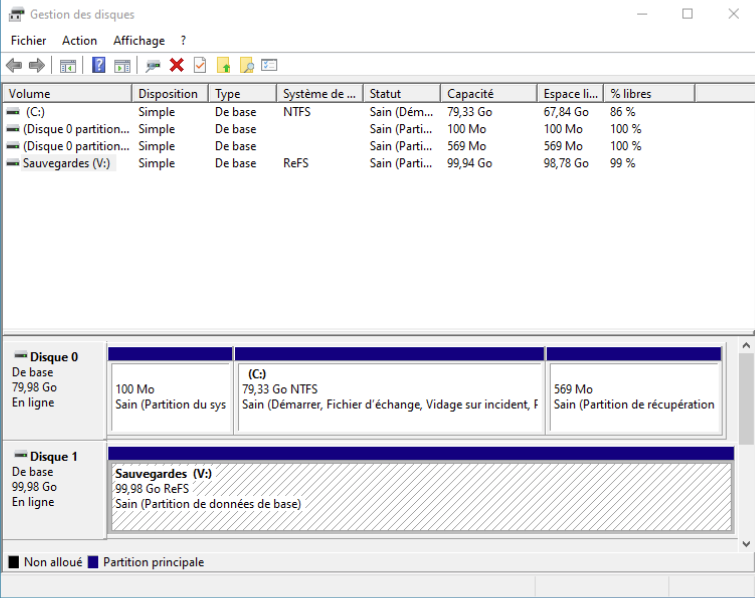 Gestion des disques
Fichier Action Affichage ?
Volume Disposition Type Système de ... Statut Capacité Espace li... % libres
(C:) Simple De base NTFS Sain (Dém... 79,33 Go 67,84 Go 86 %
(Disque 0 partition... Simple De base Sain (Parti... 100 Mo 100 Mo 100 %
(Disque 0 partition... Simple De base Sain (Parti... 569 Mo 569 Mo 100 %
Sauvegardes (V:) Simple De base ReFS Sain (Parti... 99,94 Go 98,78 Go 99 %
Disque 0
De base
79,98 Go
En ligne
100 Mo
Sain (Partition du sys
(C:)
79,33 Go NTFS
Sain (Démarrer, Fichier d'échange, Vidage sur incident, P
569 Mo
Sain (Partition de récupération
Disque 1
De base
99,98 Go
En ligne
Sauvegardes (V:)
99,98 Go ReFS
Sain (Partition de données de base)
Non alloué Partition principale